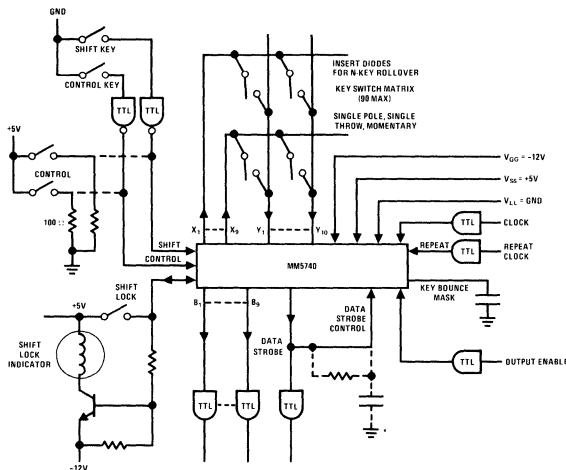 GND
SHIFT KEY
CONTROL KEY
TTL
TTL
+5V
CONTROL
100 Ω
INSERT DIODES
FOR N-KEY ROLLOVER
KEY SWITCH MATRIX
(90 MAX)
SINGLE POLE, SINGLE
THROW, MOMENTARY
VGG = -12V
VSS = +5V
VLL = GND
TTL
CLOCK
X1
X9
Y1
Y10
SHIFT
CONTROL
MM5740
REPEAT
TTL
REPEAT
CLOCK
KEY BOUNCE
MASK
SHIFT
LOCK
+5V
SHIFT
LOCK
INDICATOR
B1
B9
DATA
STROBE
DATA
STROBE
CONTROL
TTL
OUTPUT ENABLE
TTL
TTL
TTL
-12V